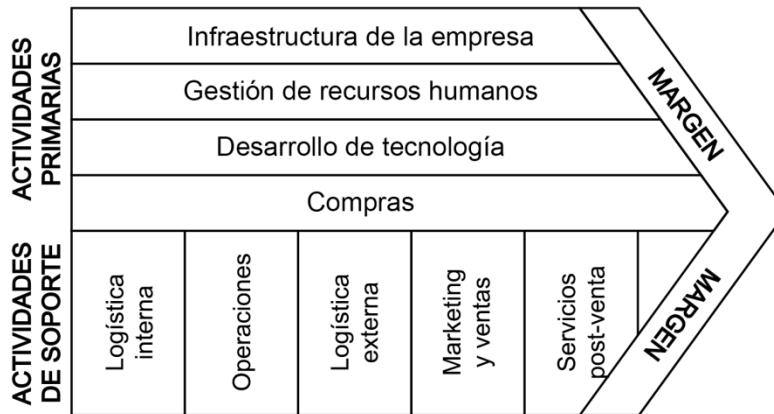 ACTIVIDADES
PRIMARIAS
Infraestructura de la empresa
Gestión de recursos humanos
Desarrollo de tecnología
Compras
MARGEN
ACTIVIDADES
DE SOPORTE
Logística
interna
Operaciones
Logística
externa
Marketing
y ventas
Servicios
post-venta
MARGEN